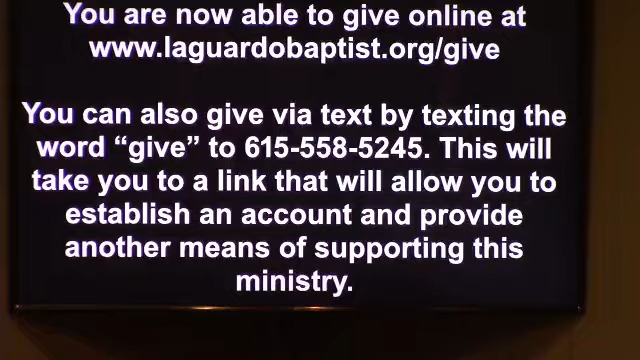 You are now able to give online at
www.laguardobaptist.org/give
You can also give via text by texting the
word “give” to 615-558-5245. This will
take you to a link that will allow you to
establish an account and provide
another means of supporting this
ministry.